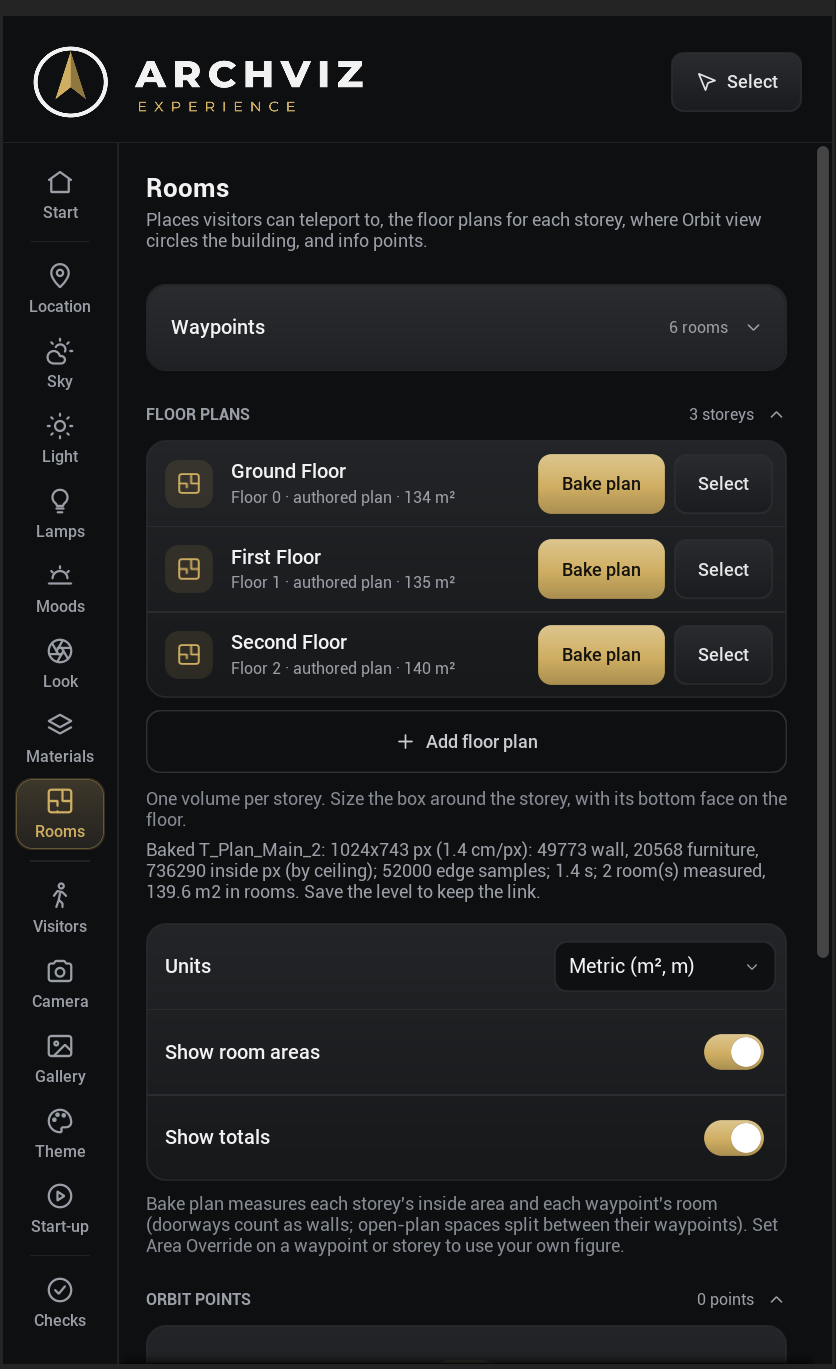 ARCHVIZ
EXPERIENCE
Select
Start
Location
Sky
Light
Lamps
Moods
Look
Materials
Rooms
Visitors
Camera
Gallery
Theme
Start-up
Checks
Rooms
Places visitors can teleport to, the floor plans for each storey, where Orbit view
circles the building, and info points.
Waypoints
6 rooms
FLOOR PLANS
3 storeys
Ground Floor
Floor 0 · authored plan · 134 m²
Bake plan
Select
First Floor
Floor 1 · authored plan · 135 m²
Bake plan
Select
Second Floor
Floor 2 · authored plan · 140 m²
Bake plan
Select
Add floor plan
One volume per storey. Size the box around the storey, with its bottom face on the
floor.
Baked T_Plan_Main_2: 1024x743 px (1.4 cm/px): 49773 wall, 20568 furniture,
736290 inside px (by ceiling); 52000 edge samples; 1.4 s; 2 room(s) measured,
139.6 m2 in rooms. Save the level to keep the link.
Units
Metric (m², m)
Show room areas
Show totals
Bake plan measures each storey's inside area and each waypoint's room
(doorways count as walls; open-plan spaces split between their waypoints). Set
Area Override on a waypoint or storey to use your own figure.
ORBIT POINTS
0 points